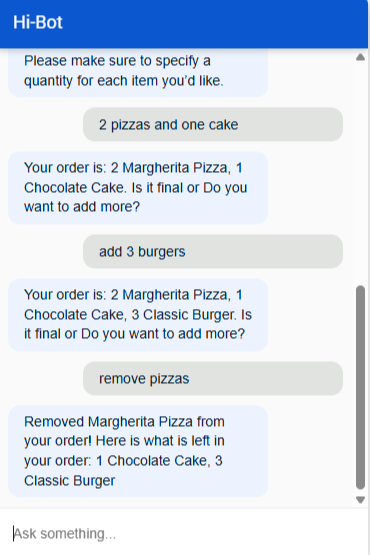 Hi-Bot
Please make sure to specify a
quantity for each item you'd like.
2 pizzas and one cake
Your order is: 2 Margherita Pizza, 1
Chocolate Cake. Is it final or Do you
want to add more?
add 3 burgers
Your order is: 2 Margherita Pizza, 1
Chocolate Cake, 3 Classic Burger. Is
it final or Do you want to add more?
remove pizzas
Removed Margherita Pizza from
your order! Here is what is left in
your order: 1 Chocolate Cake, 3
Classic Burger
Ask something...